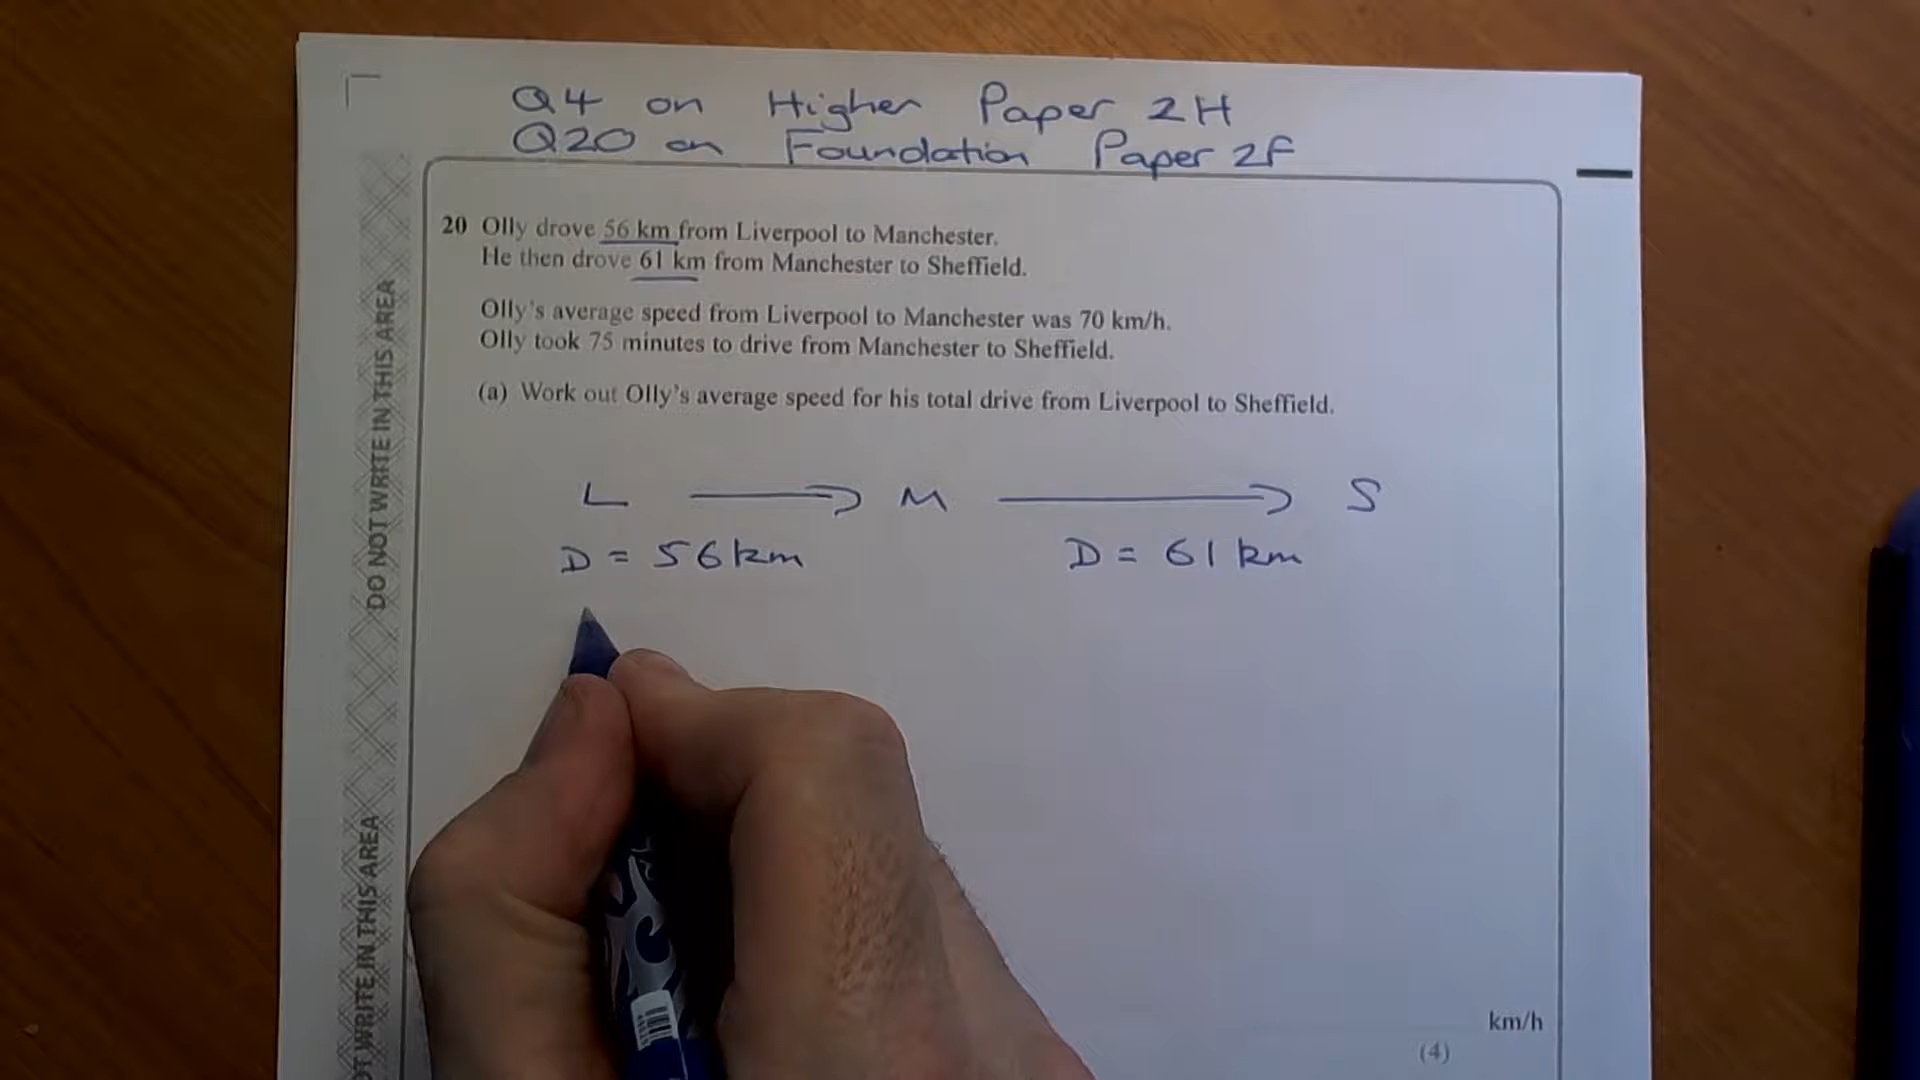 Q4 on Higher Paper 2H
Q20 on Foundation Paper 2F
20 Olly drove 56 km from Liverpool to Manchester.
He then drove 61 km from Manchester to Sheffield.
Olly's average speed from Liverpool to Manchester was 70 km/h.
Olly took 75 minutes to drive from Manchester to Sheffield.
(a) Work out Olly's average speed for his total drive from Liverpool to Sheffield.
L → M → S
D = 56km D = 61 km
km/h
(4)
DO NOT WRITE IN THIS AREA
OT WRITE IN THIS AREA